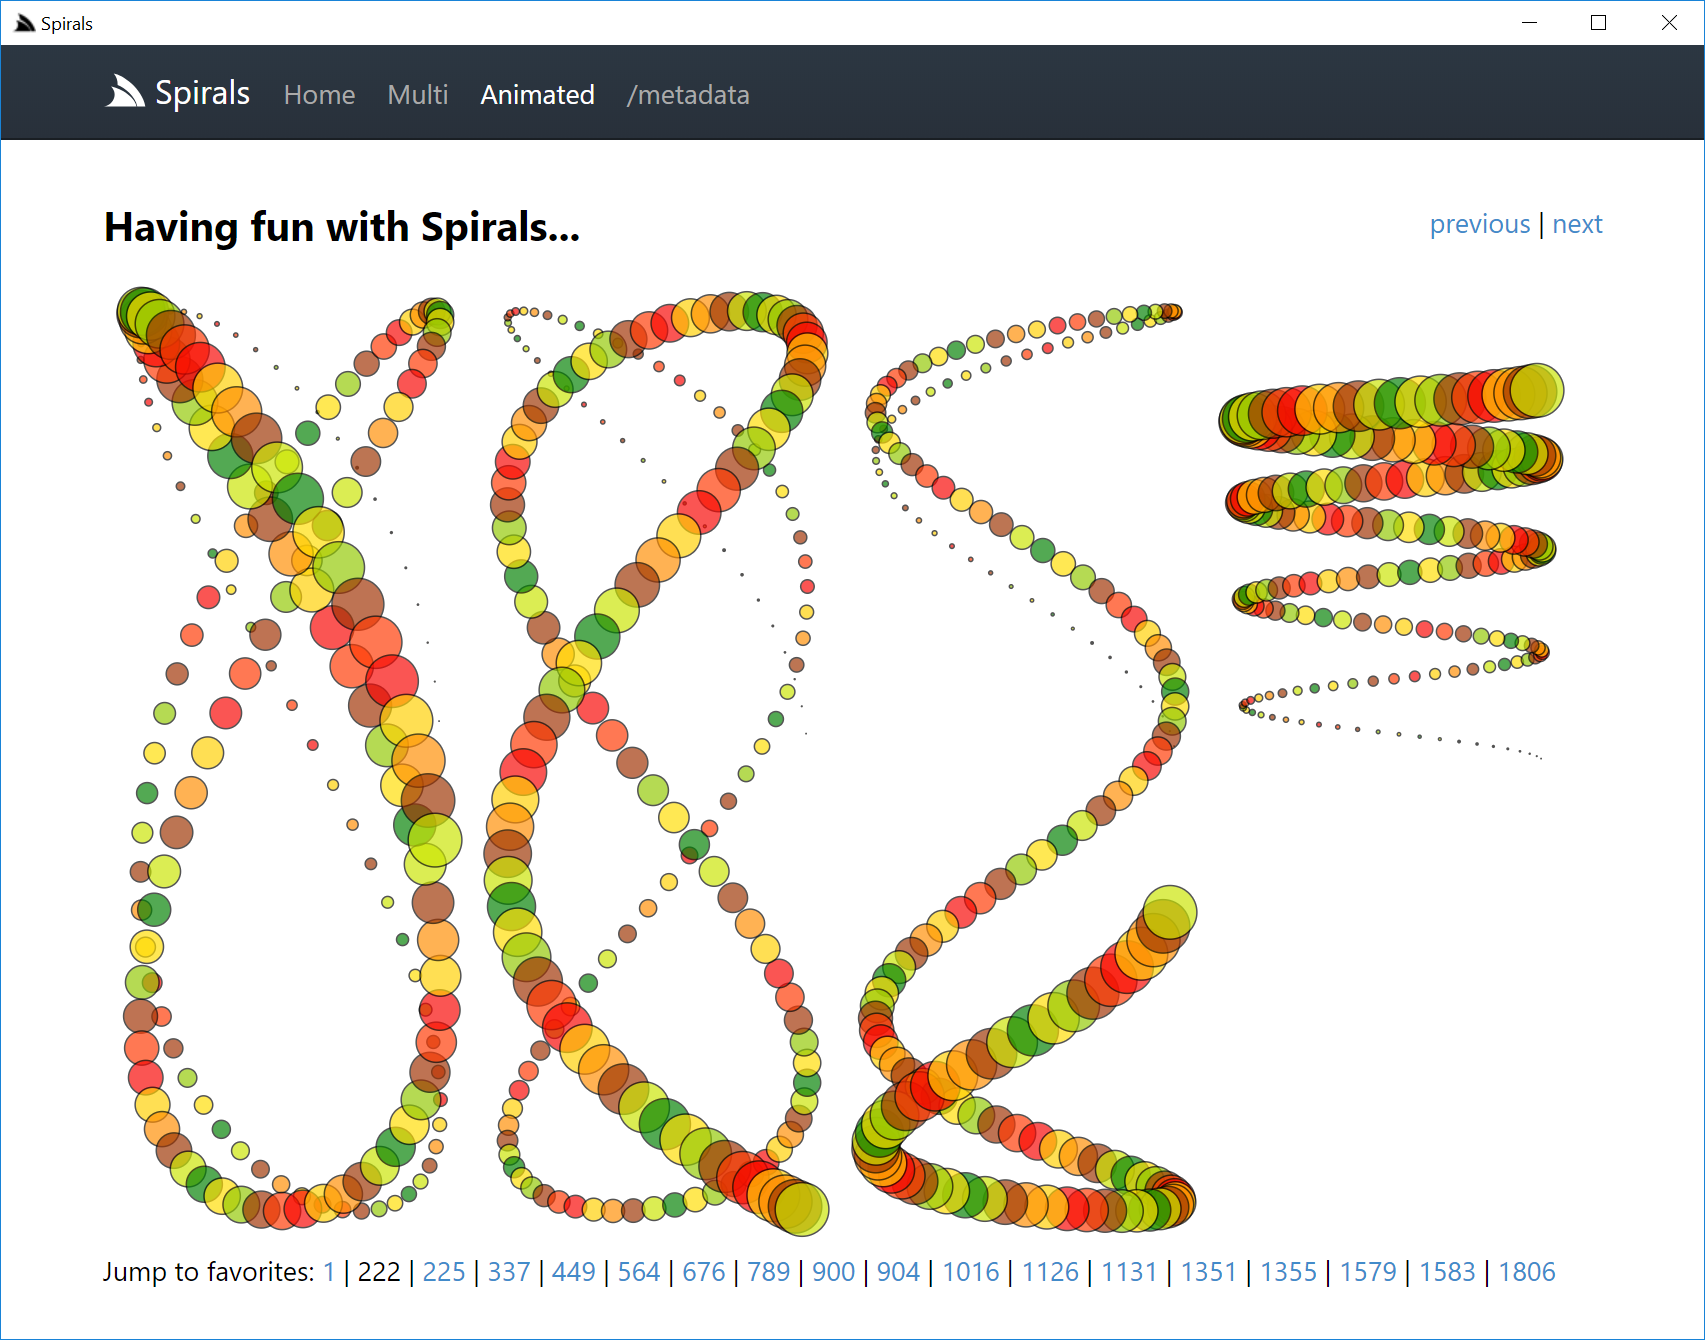 Spirals
Spirals Home Multi Animated /metadata
Having fun with Spirals...
previous | next
Jump to favorites: 1 | 222 | 225 | 337 | 449 | 564 | 676 | 789 | 900 | 904 | 1016 | 1126 | 1131 | 1351 | 1355 | 1579 | 1583 | 1806